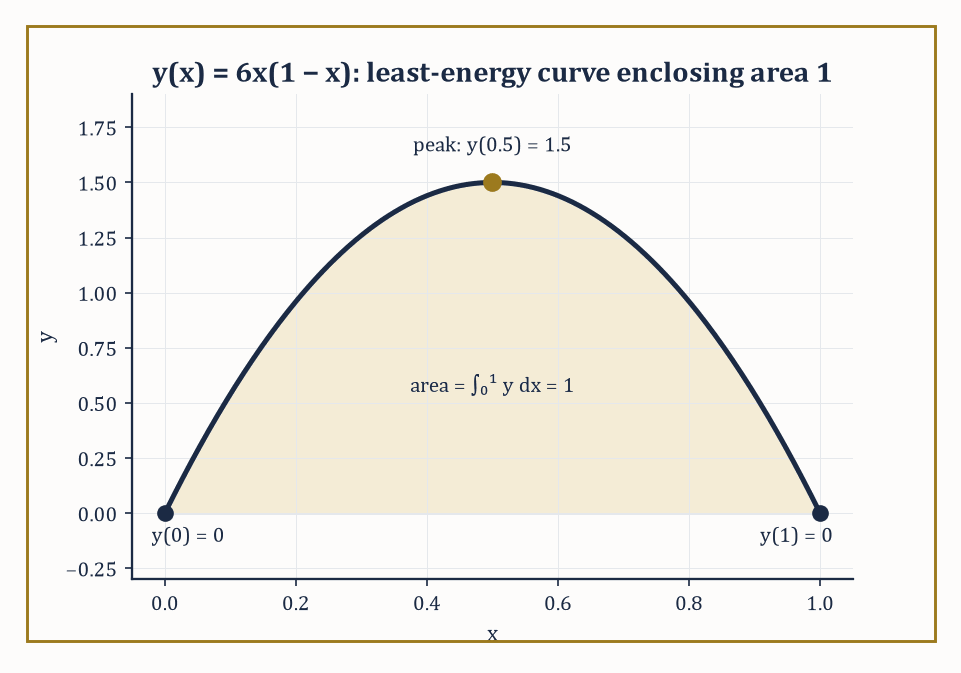 y(x) = 6x(1 − x): least-energy curve enclosing area 1
peak: y(0.5) = 1.5
area = ∫₀¹ y dx = 1
y(0) = 0
y(1) = 0
y
1.75
1.50
1.25
1.00
0.75
0.50
0.25
0.00
−0.25
0.0 0.2 0.4 0.6 0.8 1.0
x